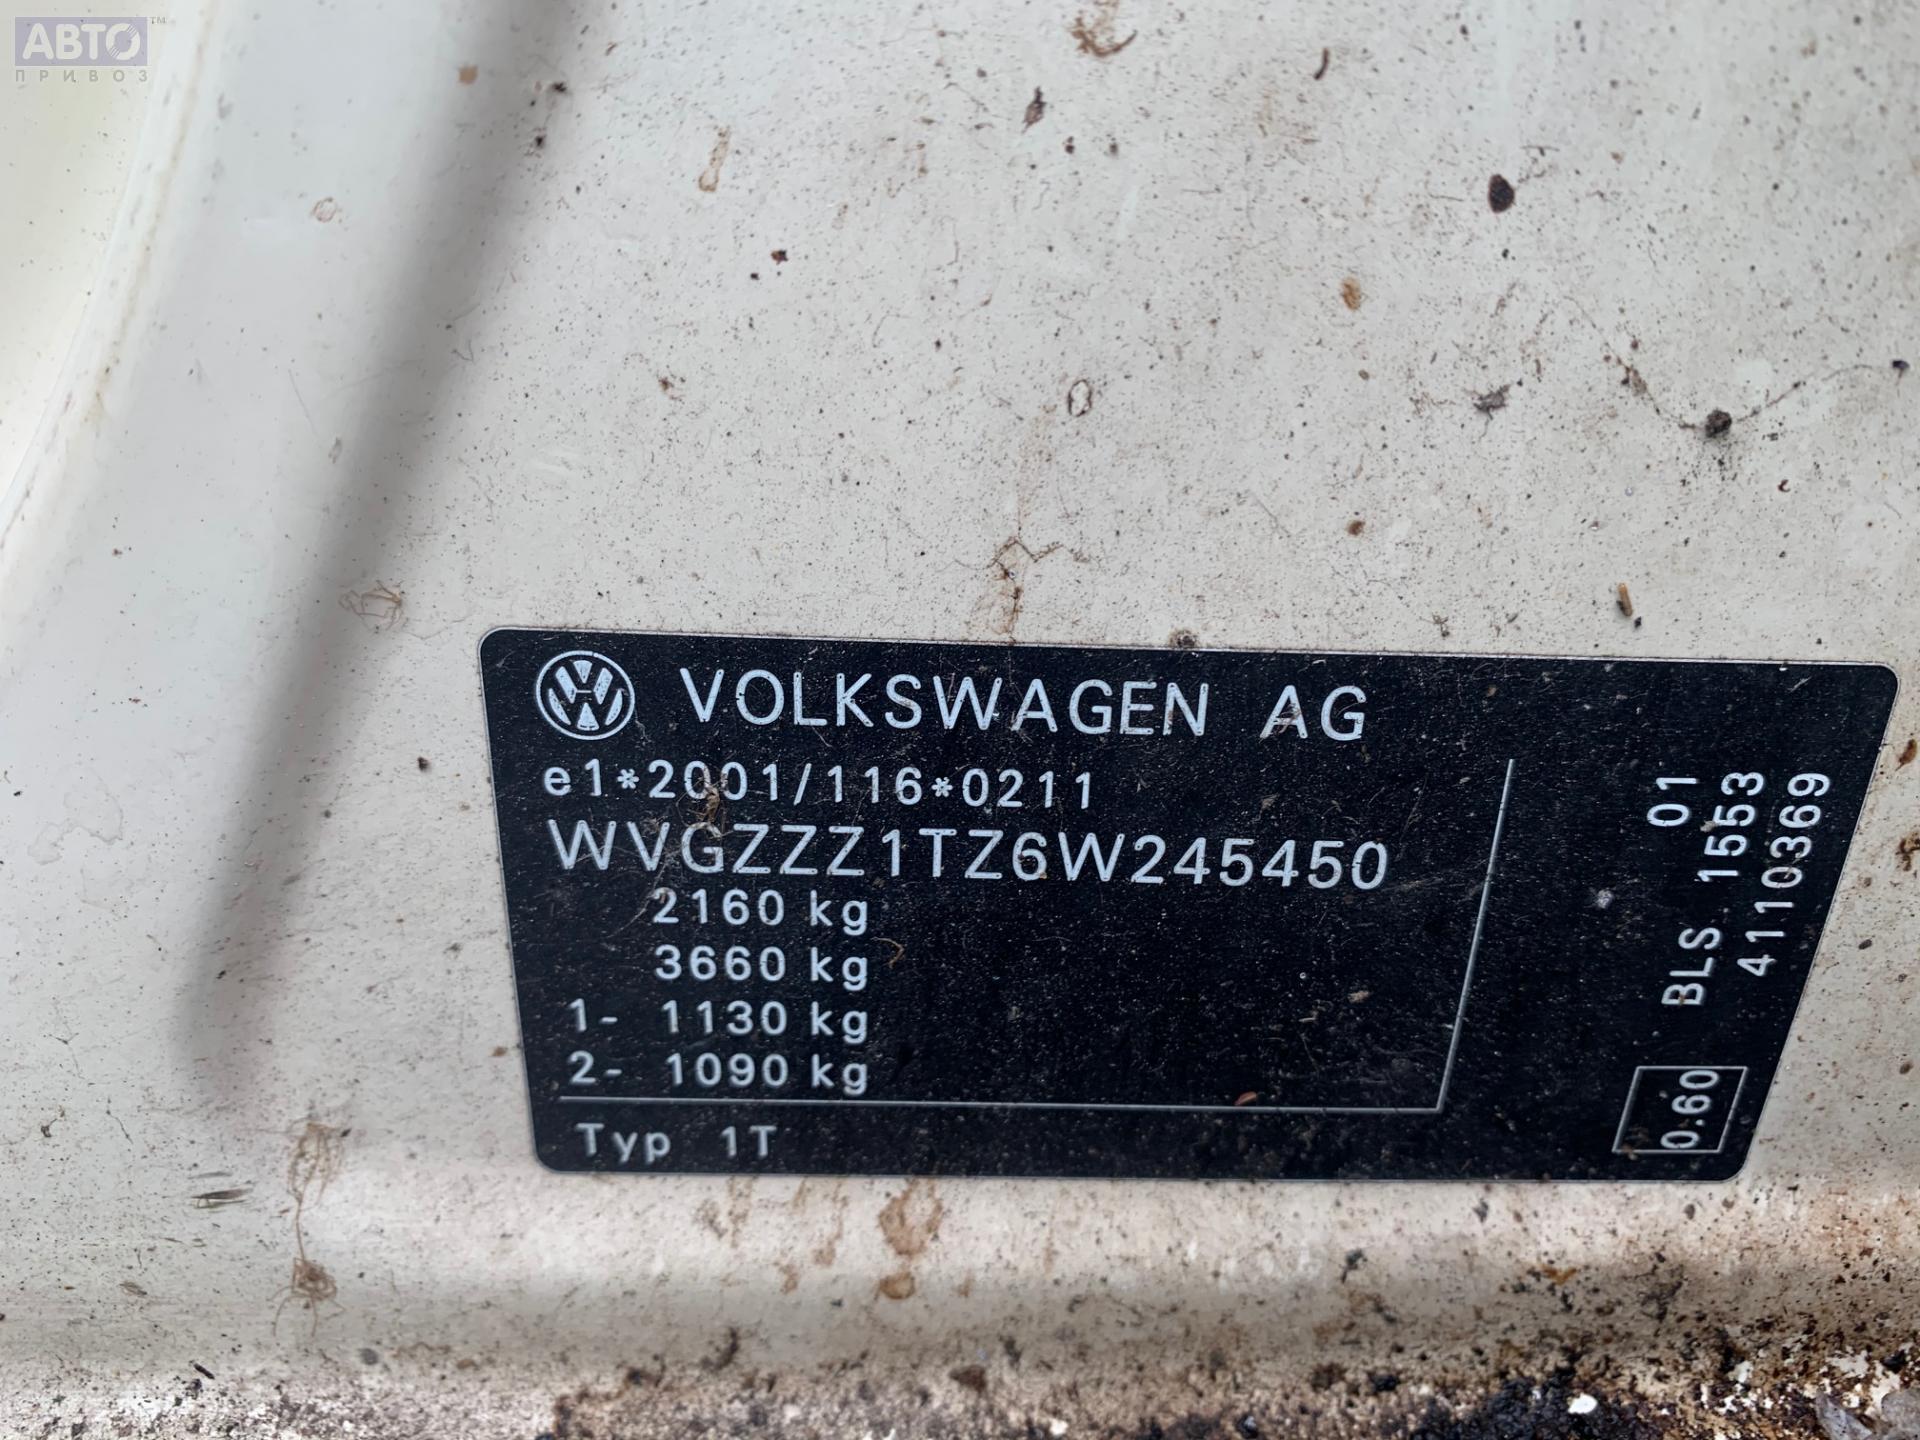 АВТО™
ПРИВОЗ
VOLKSWAGEN AG
e1*2001/116*0211
WVGZZZ1TZ6W245450
2160 kg
3660 kg
1- 1130 kg
2- 1090 kg
Typ 1T
01
BLS 1553
4110369
0.60